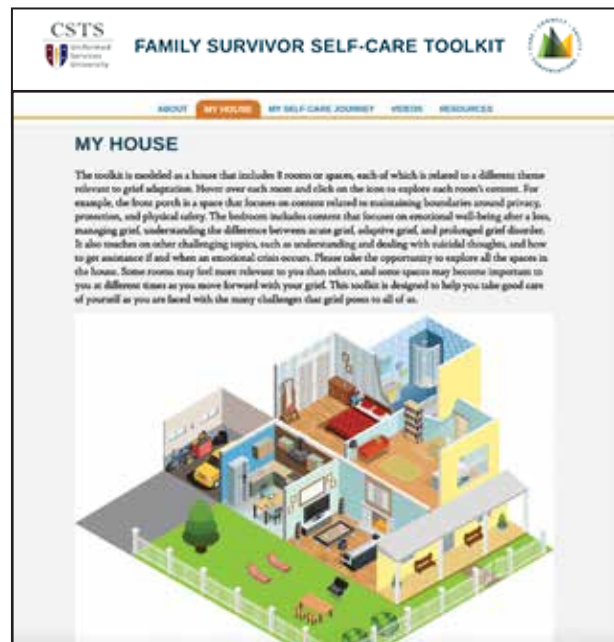 CSTS
Uniformed
Services
University
FAMILY SURVIVOR SELF-CARE TOOLKIT
ABOUT MY HOUSE MY SELF-CARE JOURNEY VIDEOS RESOURCES
MY HOUSE
The toolkit is modeled as a house that includes 8 rooms or spaces, each of which is related to a different theme
relevant to grief adaptation. Hover over each room and click on the icon to explore each room's content. For
example, the front porch is a space that focuses on content related to maintaining boundaries around privacy,
protection, and physical safety. The bedroom includes content that focuses on emotional well-being after a loss,
managing grief, understanding the difference between acute grief, adaptive grief, and prolonged grief disorder.
It also touches on other challenging topics, such as understanding and dealing with suicidal thoughts, and how
to get assistance if and when an emotional crisis occurs. Please take the opportunity to explore all the spaces in
the house. Some rooms may feel more relevant to you than others, and some spaces may become important to
you at different times as you move forward with your grief. This toolkit is designed to help you take good care
of yourself as you are faced with the many challenges that grief poses to all of us.